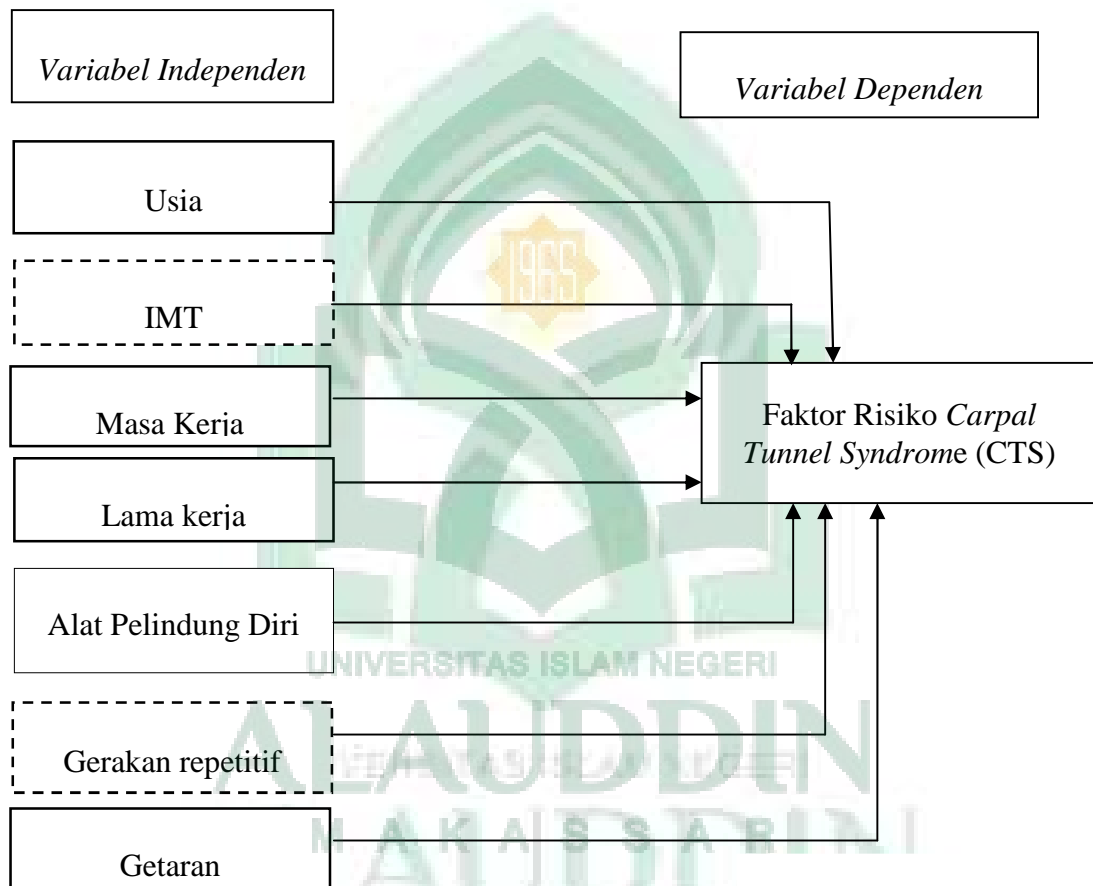 Variabel Independen
Variabel Dependen
Usia
1965
IMT
Masa Kerja
Faktor Risiko Carpal
Tunnel Syndrome (CTS)
Lama kerja
Alat Pelindung Diri
UNIVERSITAS ISLAM NEGERI
ALAUDDIN
Gerakan repetitif
MAKASSAR
Getaran